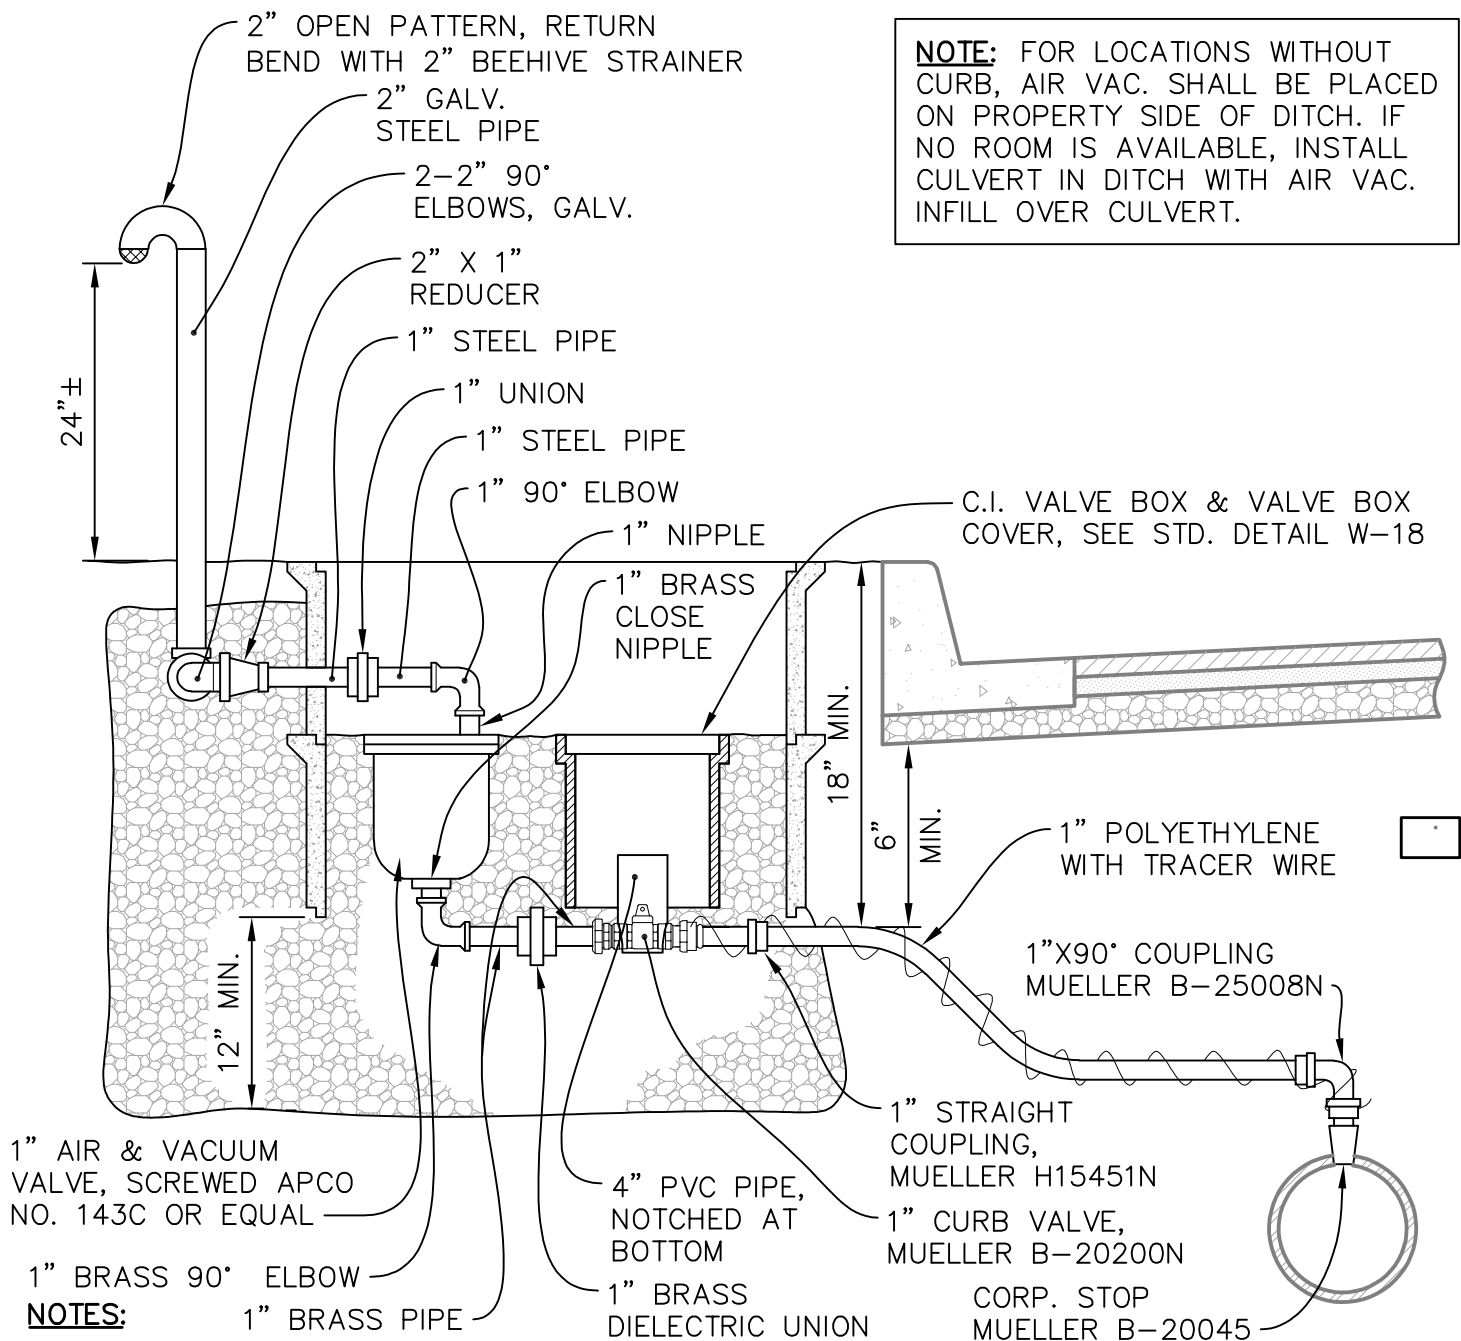 2” OPEN PATTERN, RETURN
BEND WITH 2” BEEHIVE STRAINER
2” GALV.
STEEL PIPE
2–2” 90°
ELBOWS, GALV.
2” X 1”
REDUCER
1” STEEL PIPE
1” UNION
1” STEEL PIPE
1” 90° ELBOW
1” NIPPLE
1” BRASS
CLOSE
NIPPLE
NOTE: FOR LOCATIONS WITHOUT
CURB, AIR VAC. SHALL BE PLACED
ON PROPERTY SIDE OF DITCH. IF
NO ROOM IS AVAILABLE, INSTALL
CULVERT IN DITCH WITH AIR VAC.
INFILL OVER CULVERT.
C.I. VALVE BOX & VALVE BOX
COVER, SEE STD. DETAIL W–18
24”±
18” MIN.
6”
MIN.
12” MIN.
1” POLYETHYLENE
WITH TRACER WIRE
1”X90° COUPLING
MUELLER B–25008N
1” STRAIGHT
COUPLING,
MUELLER H15451N
1” CURB VALVE,
MUELLER B–20200N
CORP. STOP
MUELLER B–20045
4” PVC PIPE,
NOTCHED AT
BOTTOM
1” BRASS
DIELECTRIC UNION
1” AIR & VACUUM
VALVE, SCREWED APCO
NO. 143C OR EQUAL
1” BRASS 90° ELBOW
1” BRASS PIPE
NOTES: